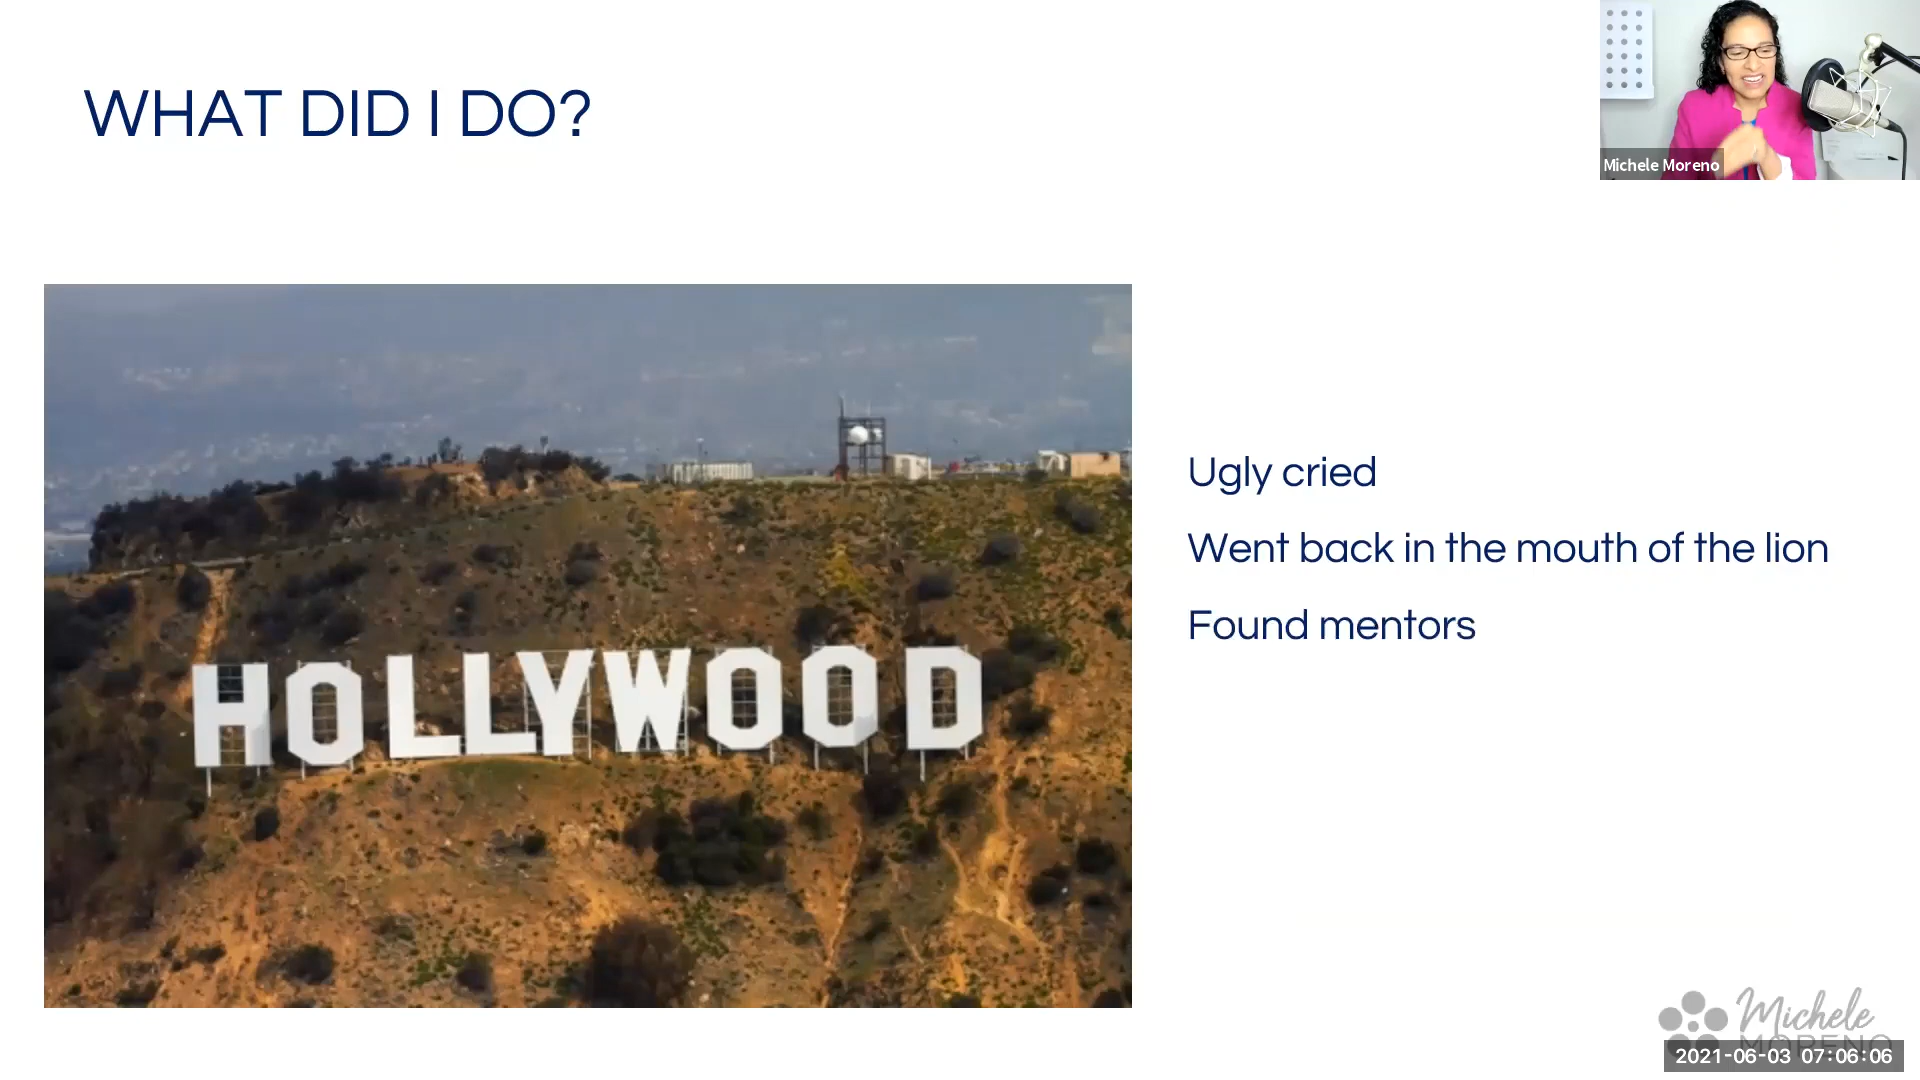 WHAT DID I DO?
Michele Moreno
HOLLYWOOD
Ugly cried
Went back in the mouth of the lion
Found mentors
Michele
MORENO
2021-06-03 07:06:06